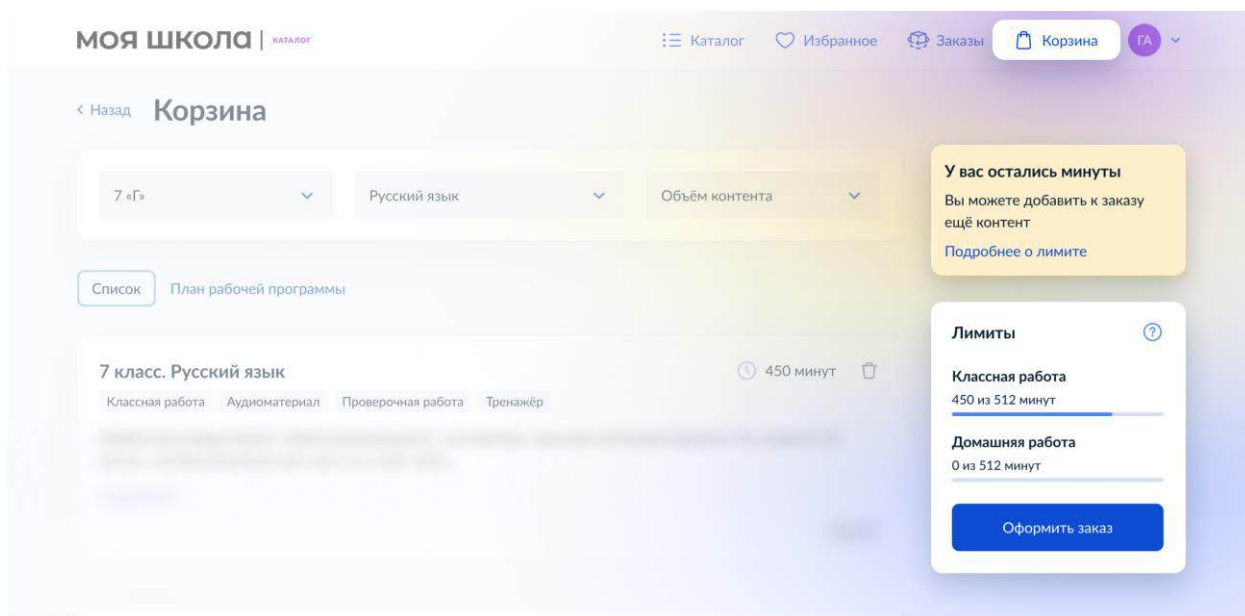 МОЯ ШКОЛА | КАТАЛОГ
Каталог
Избранное
Заказы
Корзина
ГА
Назад
Корзина
7 «Г»
Русский язык
Объём контента
У вас остались минуты
Вы можете добавить к заказу
ещё контент
Подробнее о лимите
Список
План рабочей программы
7 класс. Русский язык
450 минут
Классная работа
Аудиоматериал
Проверочная работа
Тренажёр
Лимиты
?
Классная работа
450 из 512 минут
Домашняя работа
0 из 512 минут
Оформить заказ